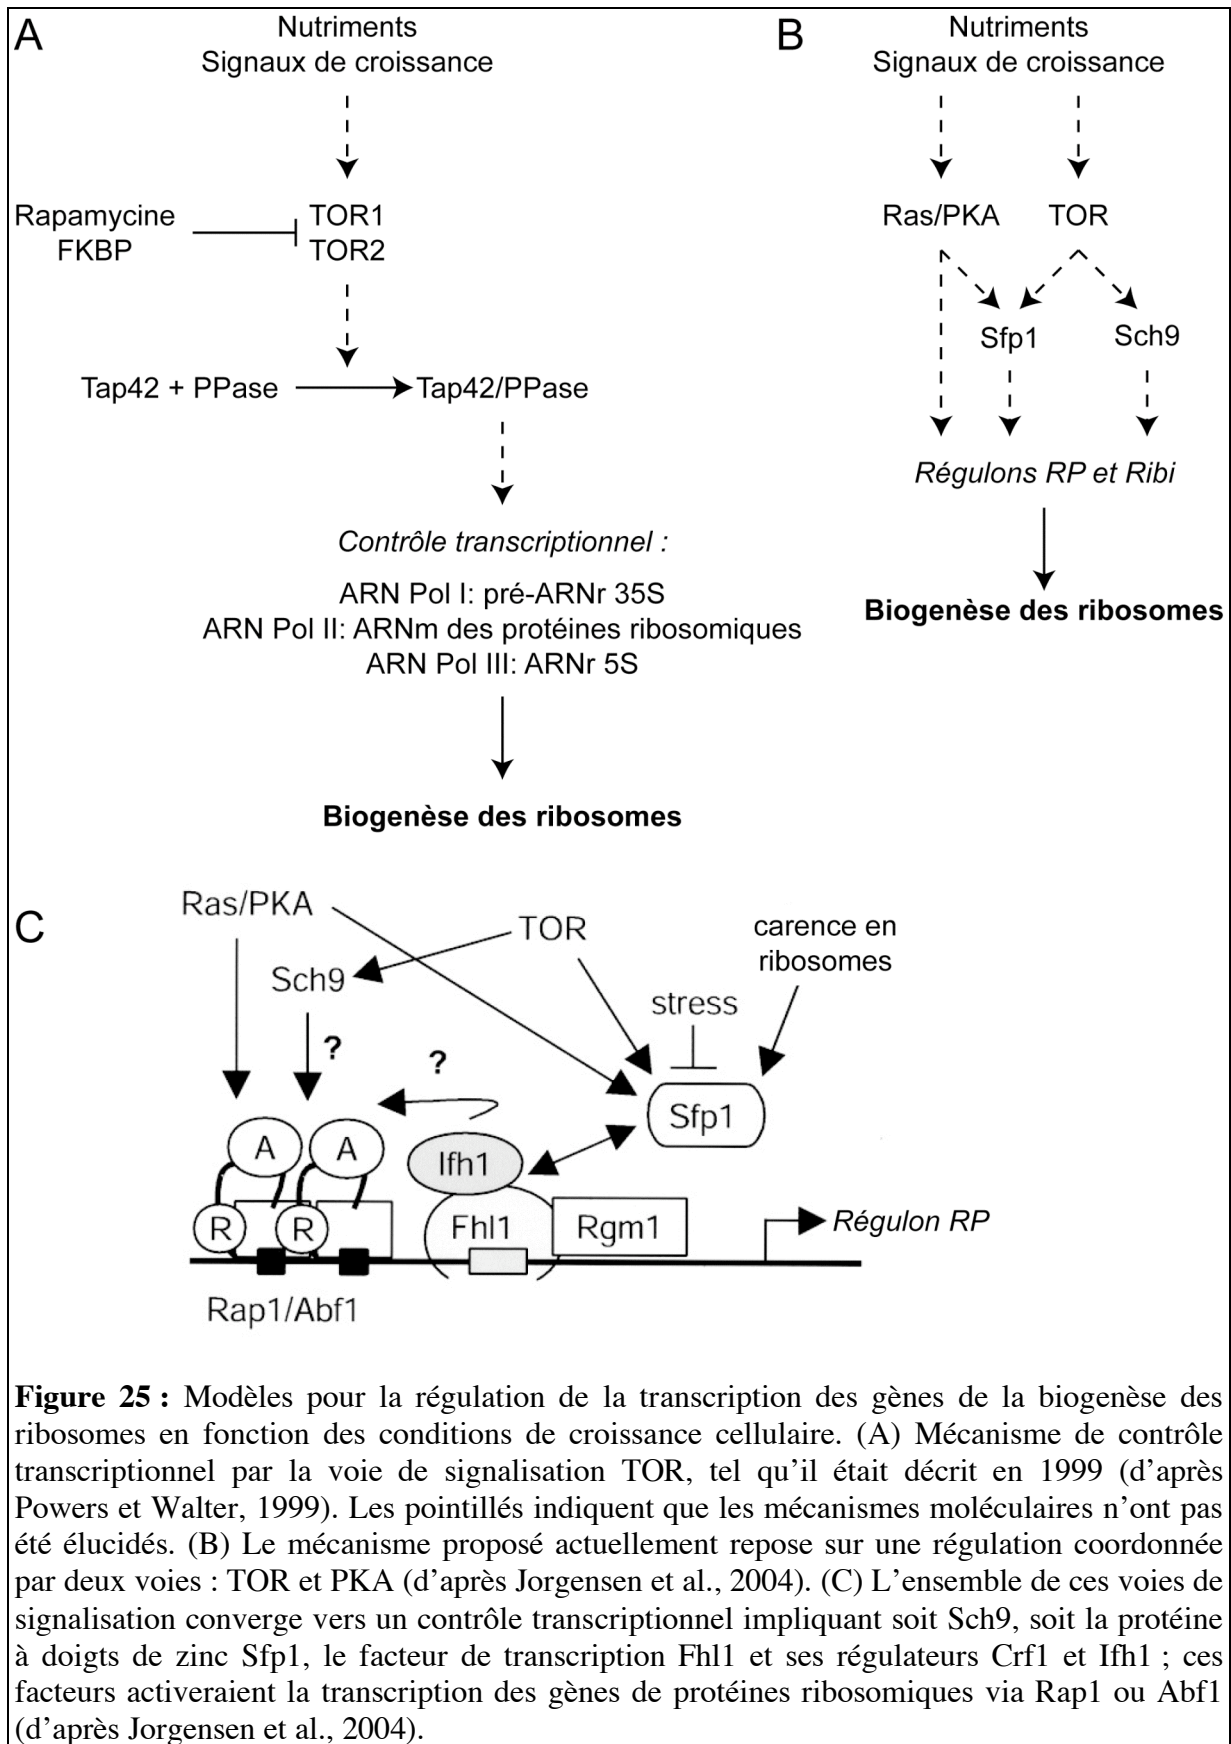 A
Nutriments
Signaux de croissance
Rapamycine
FKBP
TOR1
TOR2
Tap42 + PPase
Tap42/PPase
Contrôle transcriptionnel :
ARN Pol I: pré-ARNr 35S
ARN Pol II: ARNm des protéines ribosomiques
ARN Pol III: ARNr 5S
Biogenèse des ribosomes
B
Nutriments
Signaux de croissance
Ras/PKA
TOR
Sfp1
Sch9
Régulons RP et Ribi
Biogenèse des ribosomes
C
Ras/PKA
TOR
carence en
ribosomes
Sch9
stress
?
?
Sfp1
A
A
Ifh1
R
R
Fhl1
Rgm1
Régulon RP
Rap1/Abf1
Figure 25 : Modèles pour la régulation de la transcription des gènes de la biogenèse des
ribosomes en fonction des conditions de croissance cellulaire. (A) Mécanisme de contrôle
transcriptionnel par la voie de signalisation TOR, tel qu’il était décrit en 1999 (d’après
Powers et Walter, 1999). Les pointillés indiquent que les mécanismes moléculaires n’ont pas
été élucidés. (B) Le mécanisme proposé actuellement repose sur une régulation coordonnée
par deux voies : TOR et PKA (d’après Jorgensen et al., 2004). (C) L’ensemble de ces voies de
signalisation converge vers un contrôle transcriptionnel impliquant soit Sch9, soit la protéine
à doigts de zinc Sfp1, le facteur de transcription Fhl1 et ses régulateurs Crf1 et Ifh1 ; ces
facteurs activeraient la transcription des gènes de protéines ribosomiques via Rap1 ou Abf1
(d’après Jorgensen et al., 2004).